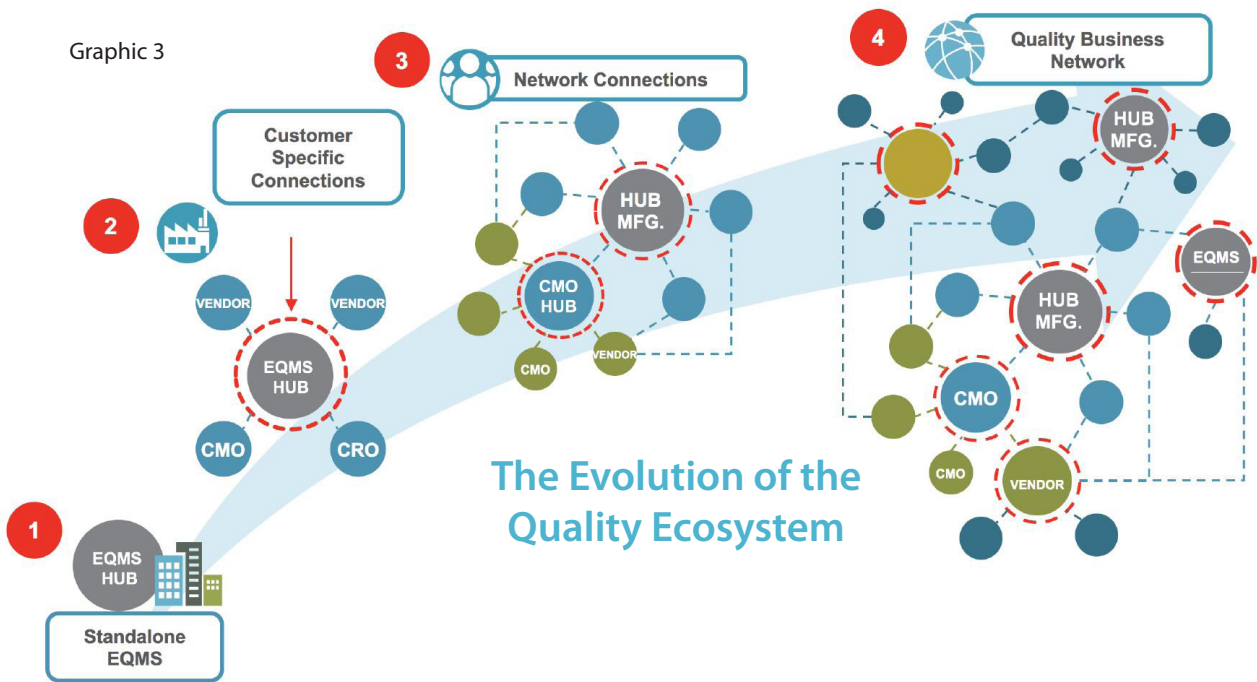 Graphic 3
1
EQMS
HUB
Standalone
EQMS
2
Customer
Specific
Connections
VENDOR
VENDOR
EQMS
HUB
CMO
CRO
3
Network Connections
HUB
MFG.
CMO
HUB
CMO
VENDOR
4
Quality Business
Network
HUB
MFG.
EQMS
HUB
MFG.
CMO
CMO
VENDOR
The Evolution of the
Quality Ecosystem